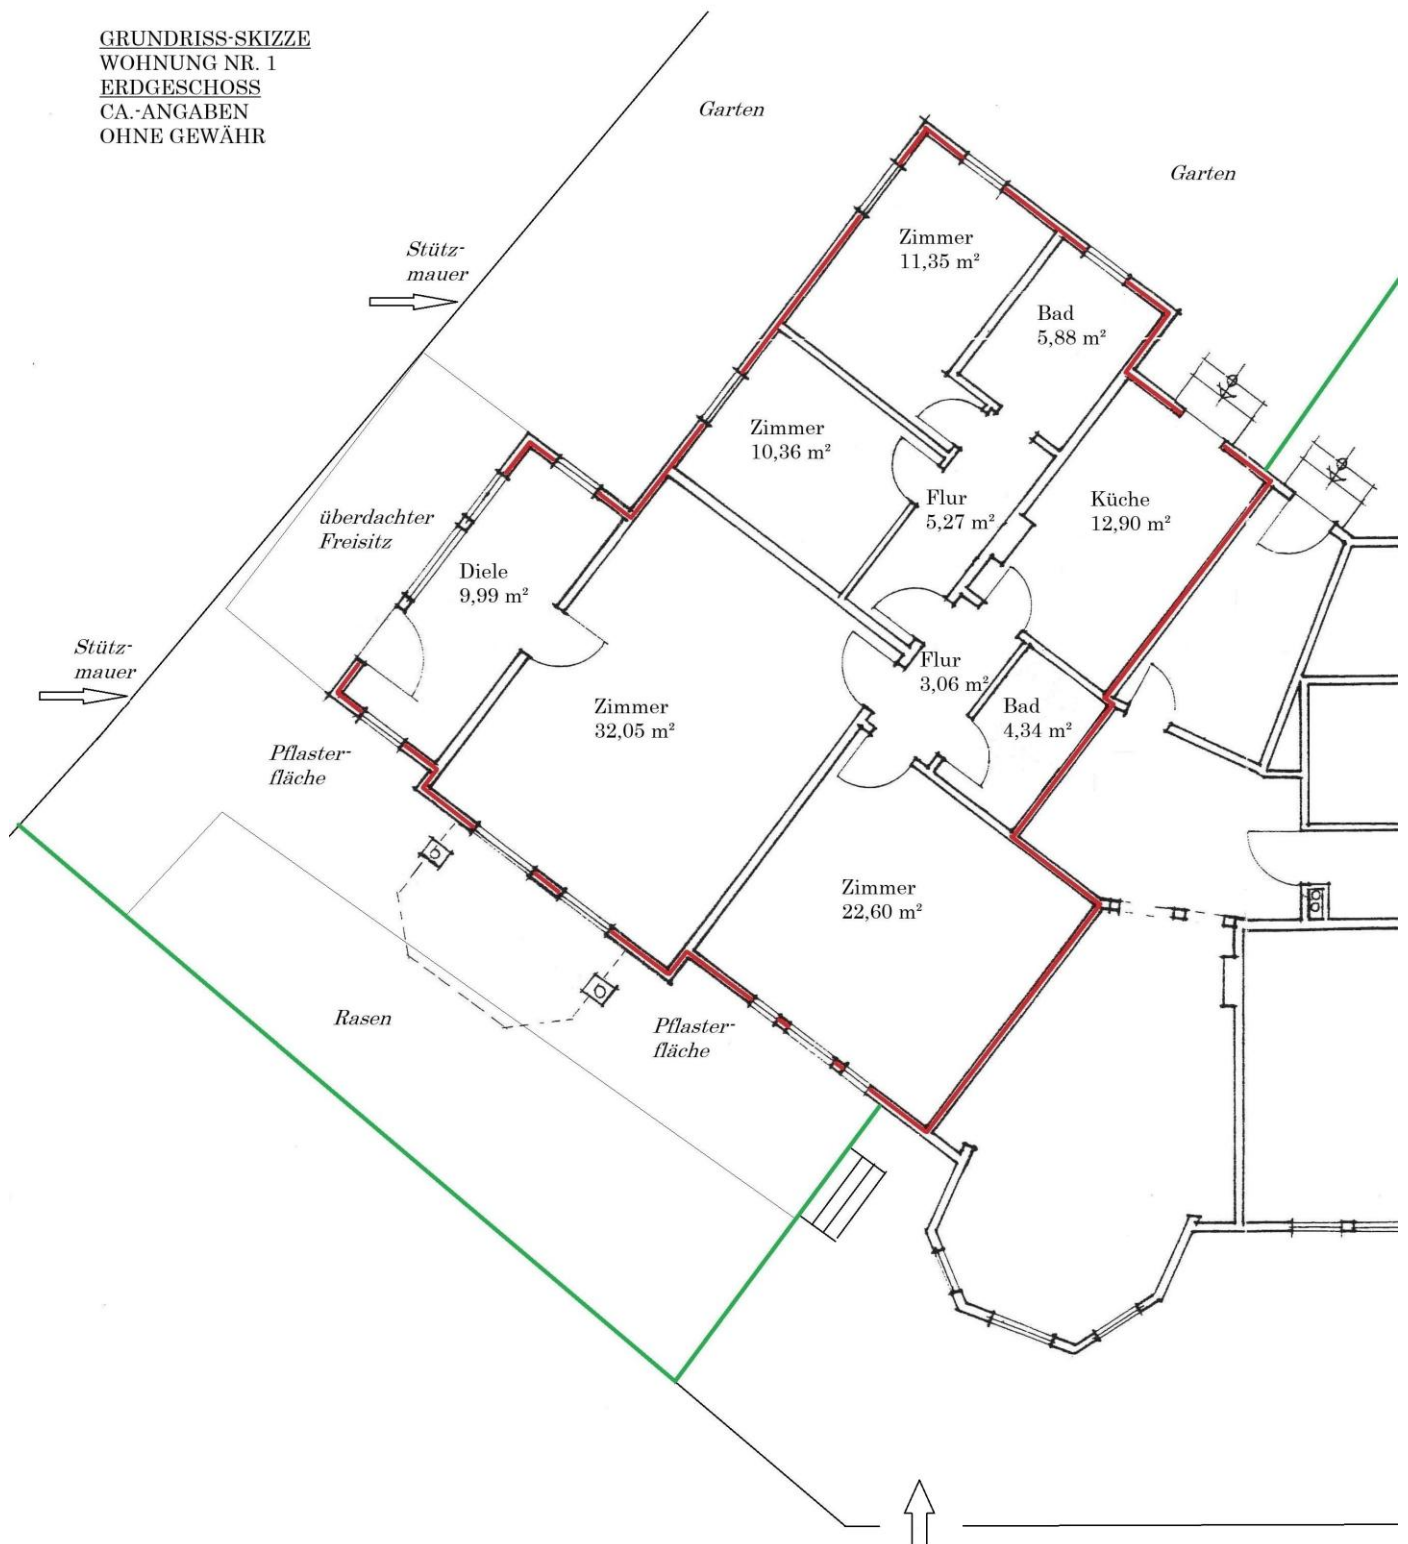 GRUNDRISS-SKIZZE
WOHNUNG NR. 1
ERDGESCHOSS
CA.-ANGABEN
OHNE GEWÄHR
Garten
Garten
Stütz-
mauer
Zimmer
11,35 m²
Bad
5,88 m²
Zimmer
10,36 m²
Flur
5,27 m²
Küche
12,90 m²
überdachter
Freisitz
Diele
9,99 m²
Stütz-
mauer
Flur
3,06 m²
Zimmer
32,05 m²
Bad
4,34 m²
Pflaster-
fläche
Zimmer
22,60 m²
Rasen
Pflaster-
fläche